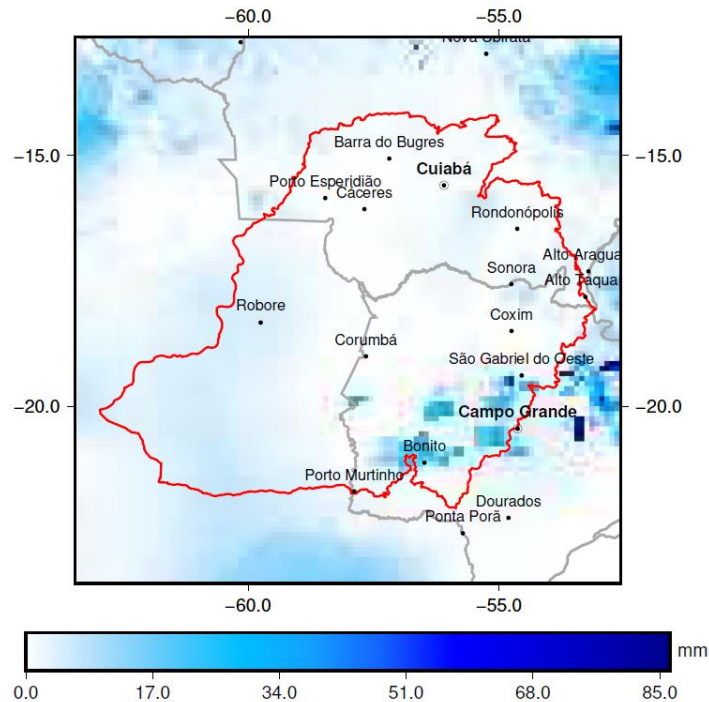 -60.0 -55.0
Nova Ubiratã
-15.0 -15.0
Barra do Bugres
Cuiabá
Porto Esperidião
Cáceres
Rondonópolis
Alto Aragua
Sonora
Alto Taquar
Robore
Coxim
Corumbá
São Gabriel do Oeste
-20.0 -20.0
Campo Grande
Bonito
Porto Murtinho
Dourados
Ponta Porã
-60.0 -55.0
mm
0.0 17.0 34.0 51.0 68.0 85.0